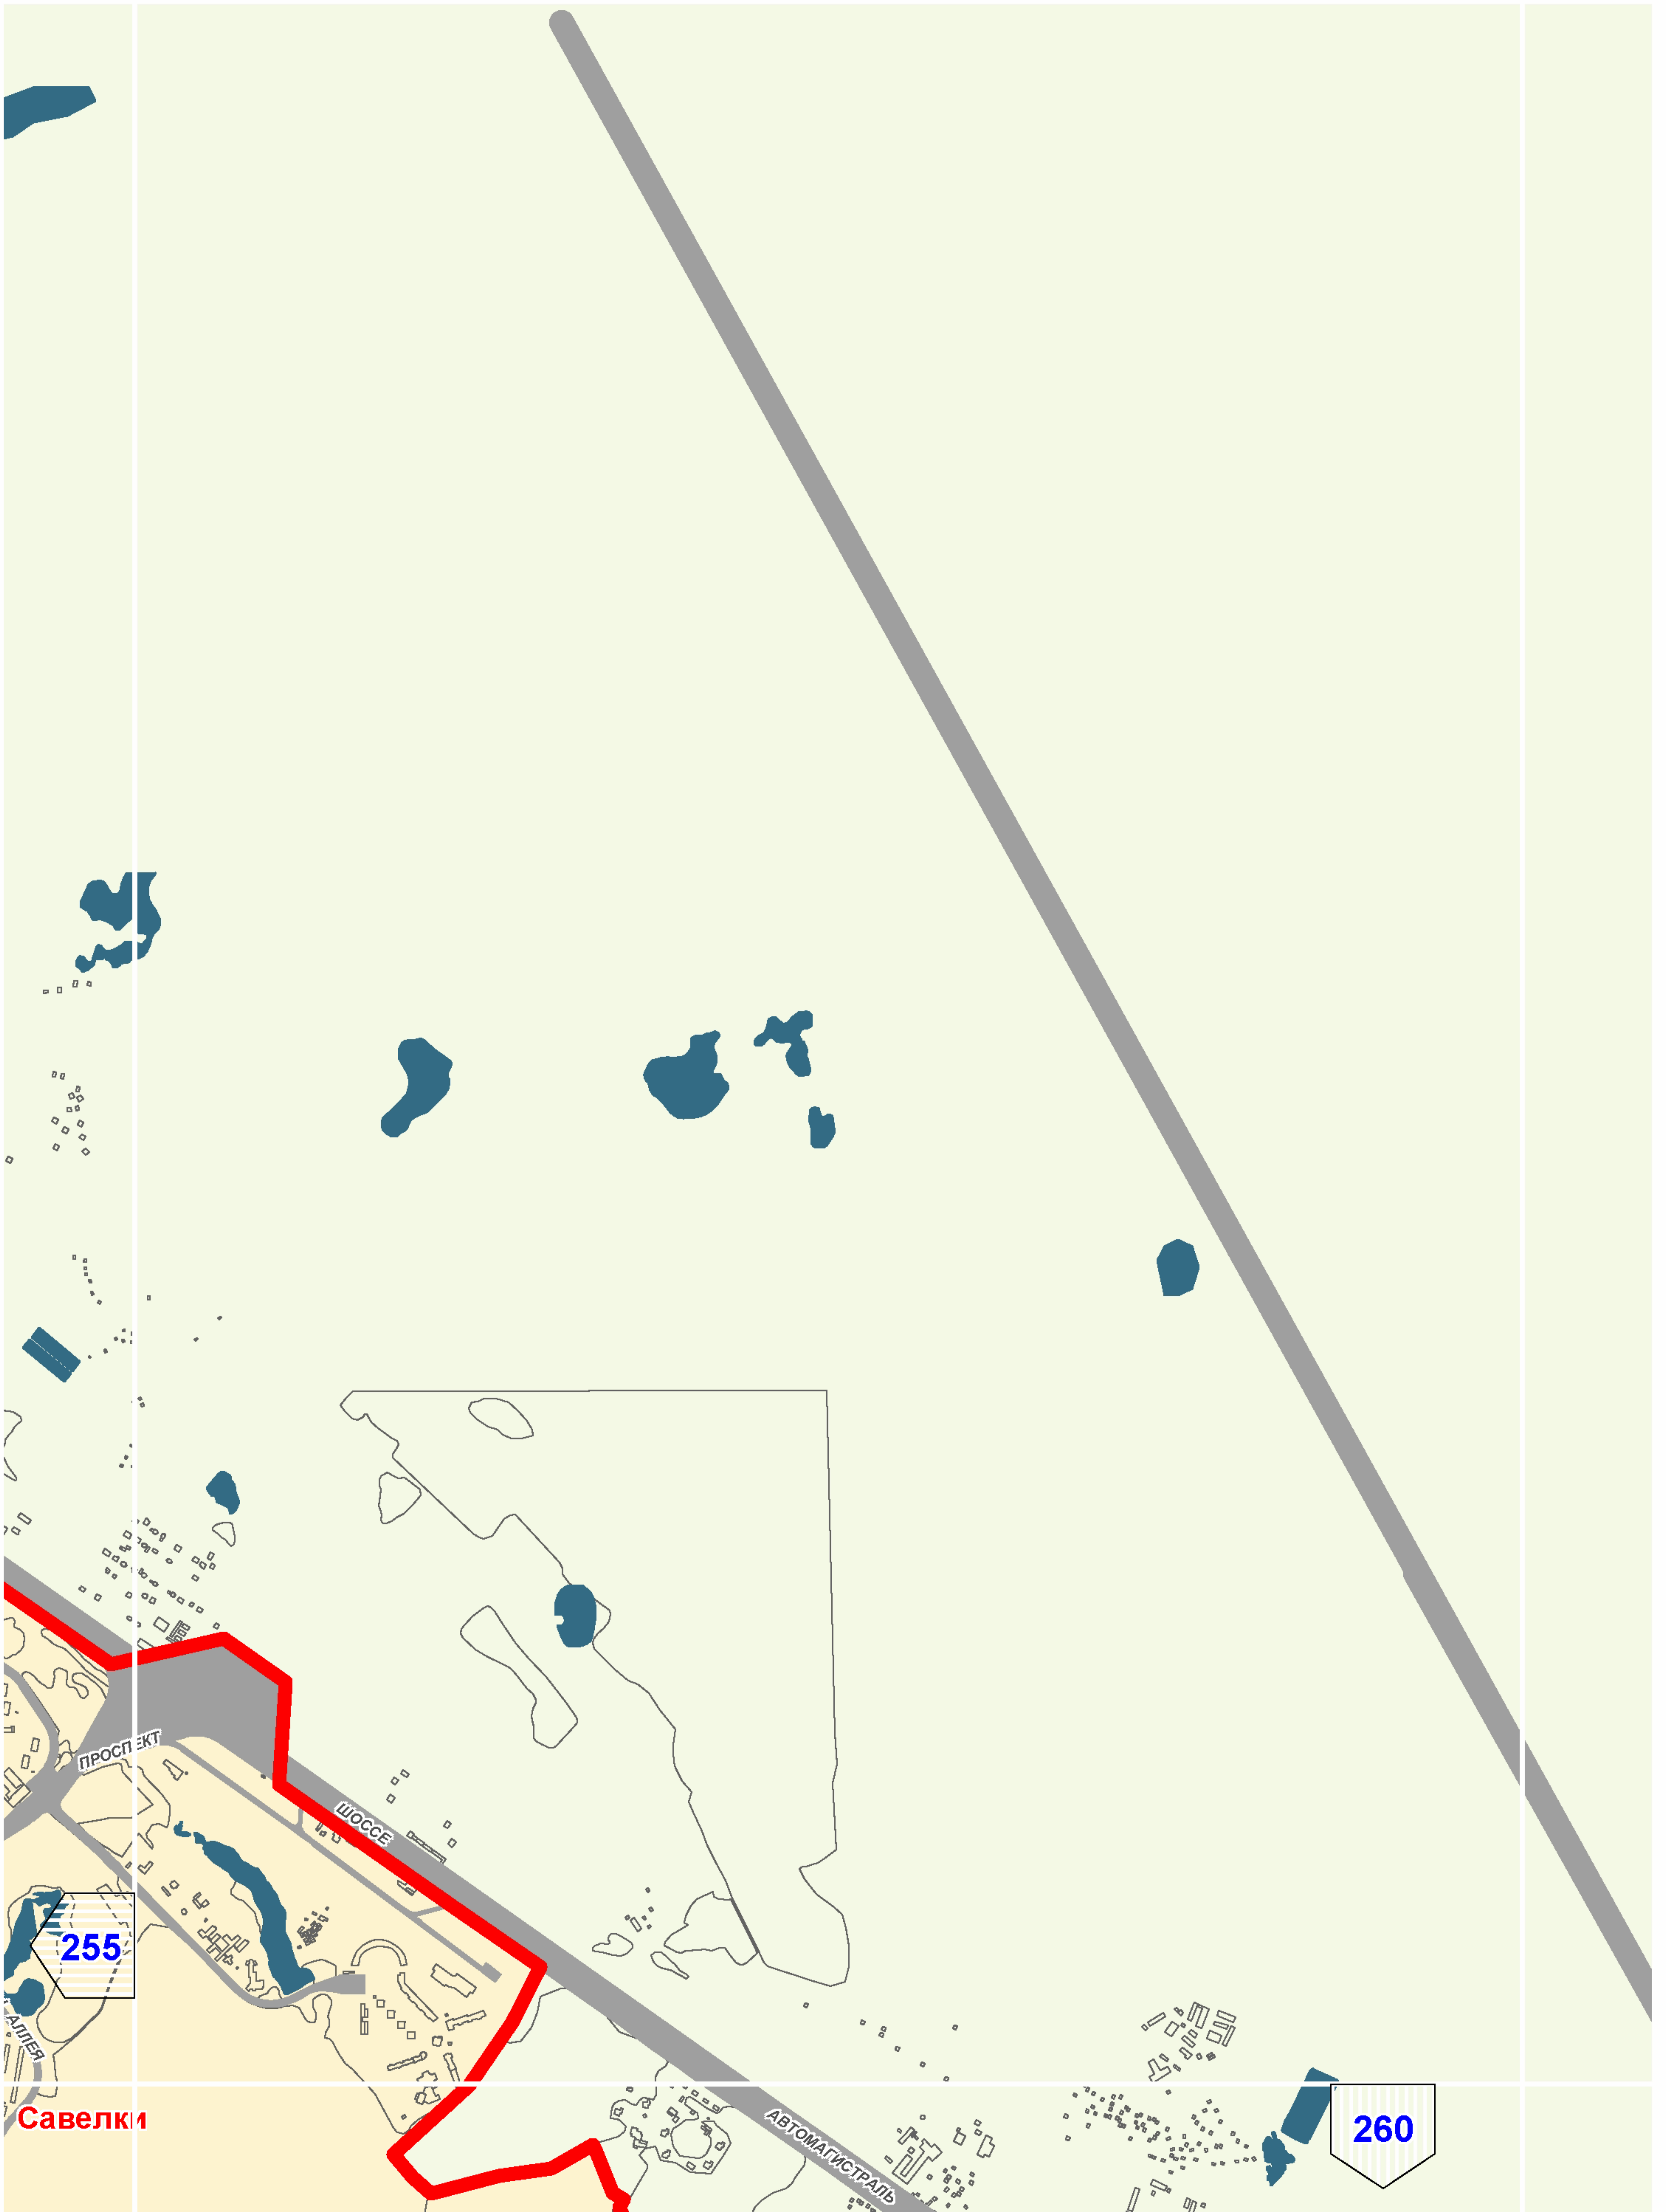 ПРОСПЕКТ
ШОССЕ
255
АЛЛЕЯ
Савелки
АВТОМАГИСТРАЛЬ
260